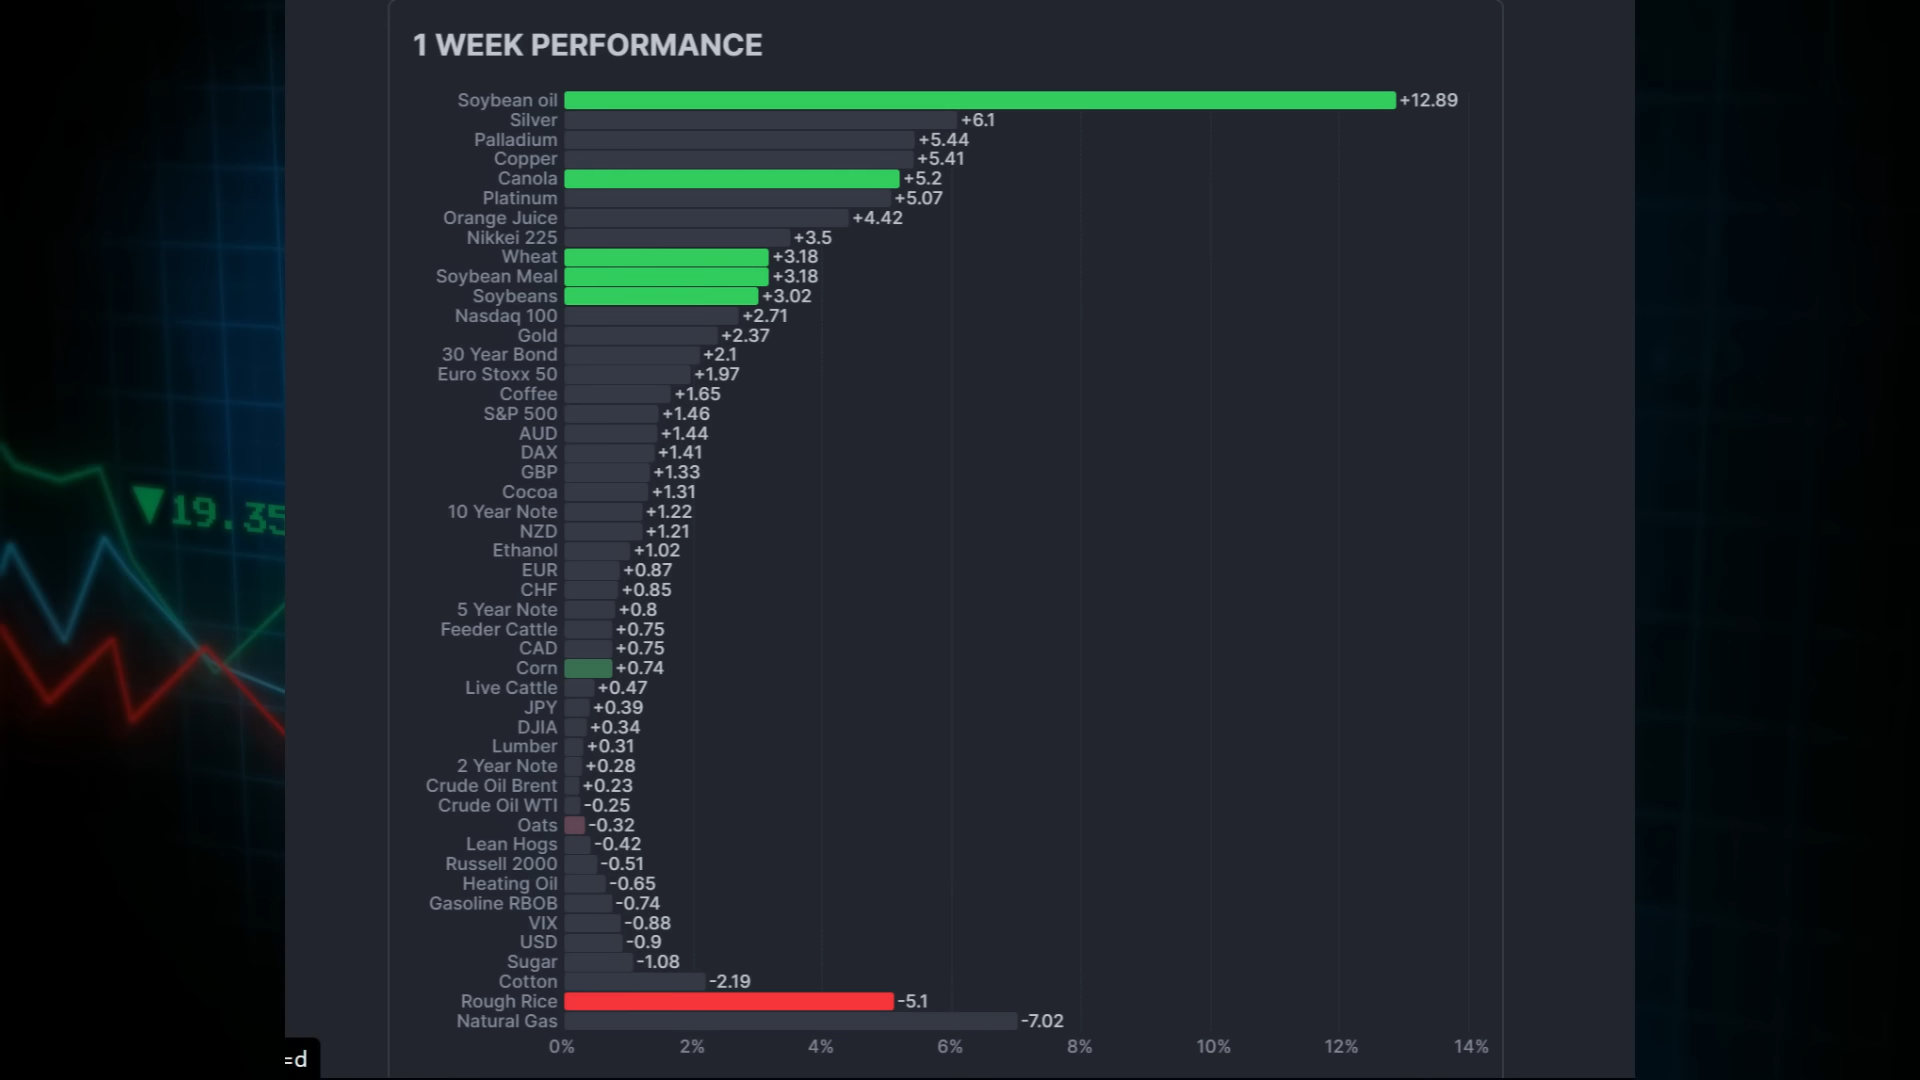 1 WEEK PERFORMANCE
Soybean oil +12.89
Silver +6.1
Palladium +5.44
Copper +5.41
Canola +5.2
Platinum +5.07
Orange Juice +4.42
Nikkei 225 +3.5
Wheat +3.18
Soybean Meal +3.18
Soybeans +3.02
Nasdaq 100 +2.71
Gold +2.37
30 Year Bond +2.1
Euro Stoxx 50 +1.97
Coffee +1.65
S&P 500 +1.46
AUD +1.44
DAX +1.41
GBP +1.33
Cocoa +1.31
10 Year Note +1.22
▼19.35
NZD +1.21
Ethanol +1.02
EUR +0.87
CHF +0.85
5 Year Note +0.8
Feeder Cattle +0.75
CAD +0.75
Corn +0.74
Live Cattle +0.47
JPY +0.39
DJIA +0.34
Lumber +0.31
2 Year Note +0.28
Crude Oil Brent +0.23
Crude Oil WTI -0.25
Oats -0.32
Lean Hogs -0.42
Russell 2000 -0.51
Heating Oil -0.65
Gasoline RBOB -0.74
VIX -0.88
USD -0.9
Sugar -1.08
Cotton -2.19
Rough Rice -5.1
Natural Gas -7.02
0% 2% 4% 6% 8% 10% 12% 14%
=d